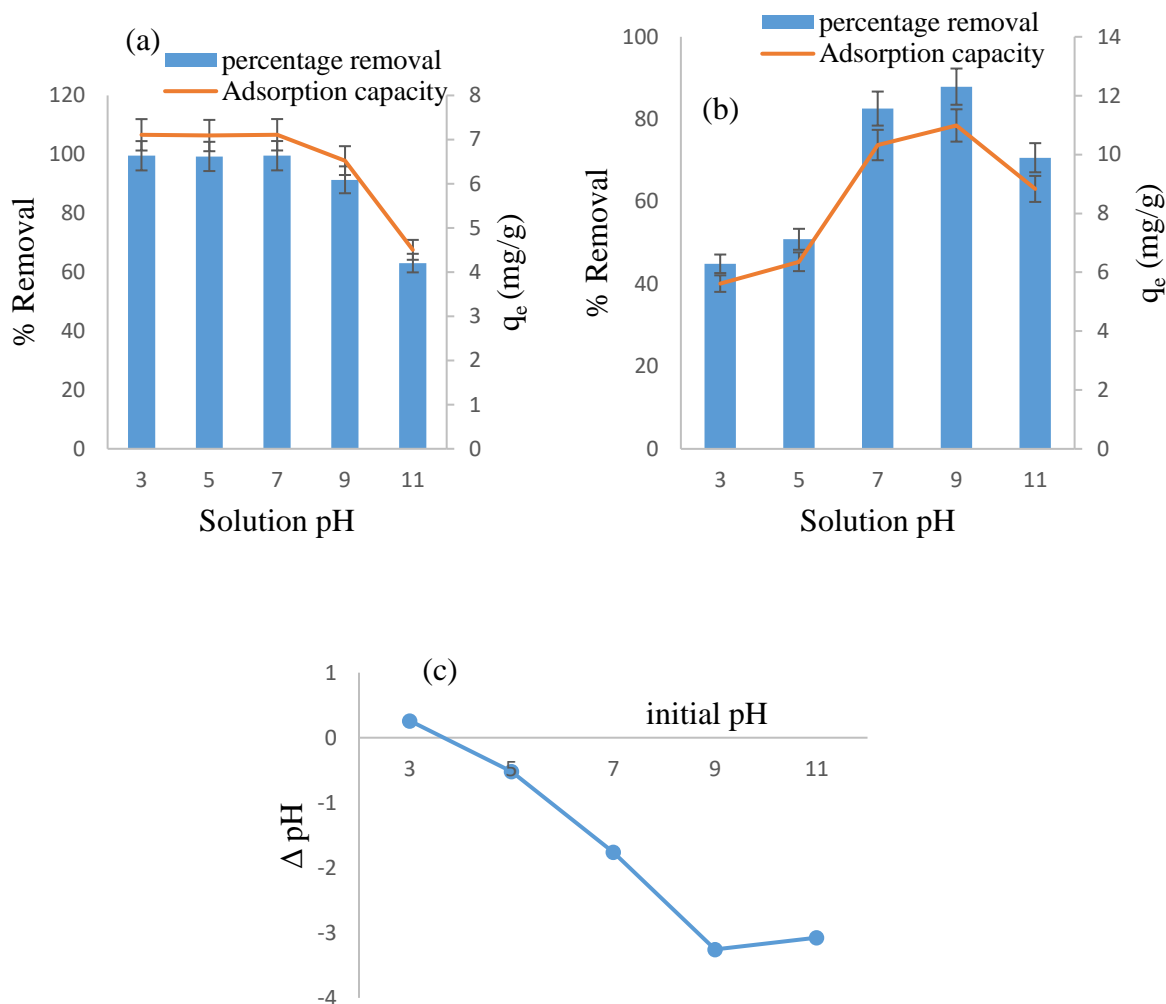 (a)
percentage removal
Adsorption capacity
% Removal
120
100
80
60
40
20
0
8
7
6
5
4
3
2
1
0
qe (mg/g)
3 5 7 9 11
Solution pH
(b)
percentage removal
Adsorption capacity
% Removal
100
80
60
40
20
0
14
12
10
8
6
4
2
0
qe (mg/g)
3 5 7 9 11
Solution pH
(c)
initial pH
Δ pH
1
0
-1
-2
-3
-4
3 5 7 9 11